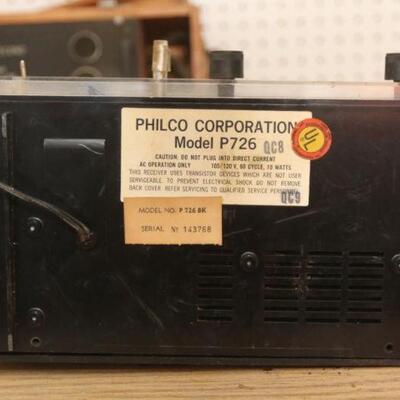 PHILCO CORPORATION
Model P726 QC8
UL
CAUTION: DO NOT PLUG INTO DIRECT CURRENT
AC OPERATION ONLY 105/120 V, 60 CYCLE, 10 WATTS
THIS RECEIVER USES TRANSISTOR DEVICES WHICH ARE NOT USER
SERVICEABLE. TO PREVENT ELECTRICAL SHOCK DO NOT REMOVE
BACK COVER. REFER SERVICING TO QUALIFIED SERVICE PERSONNEL.
QC9
MODEL NO: P 726 BK
SERIAL Nº 143768